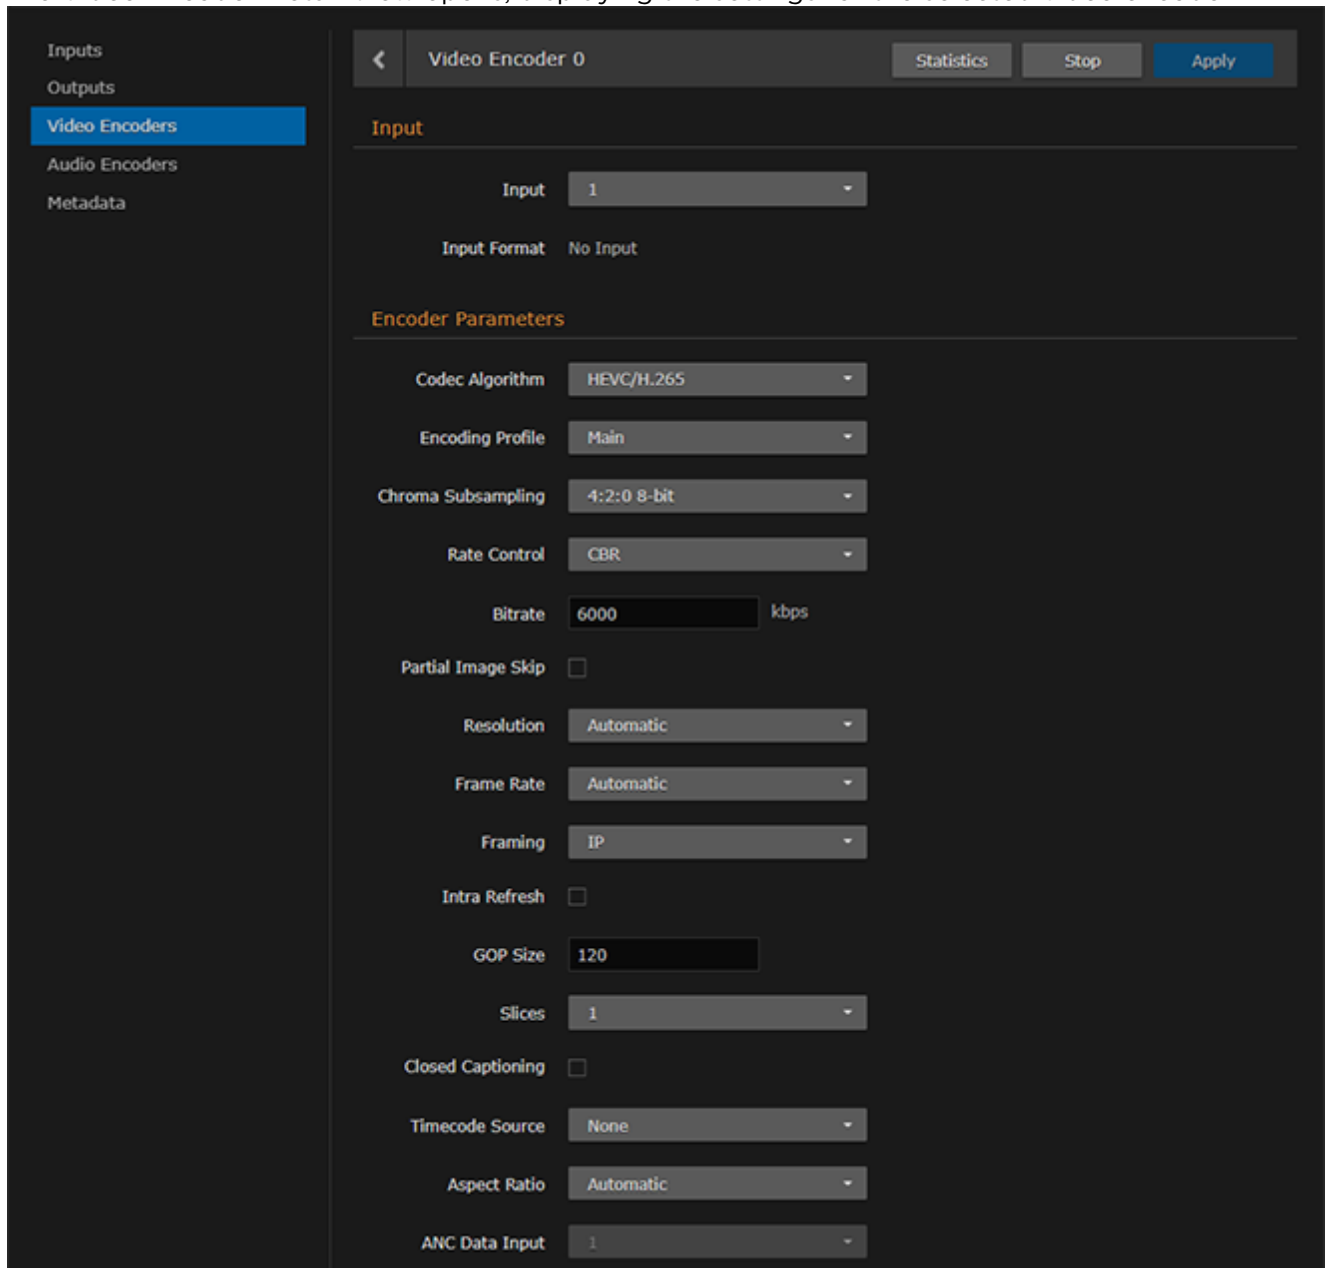 Inputs
Outputs
Video Encoders
Audio Encoders
Metadata
Video Encoder 0 Statistics Stop Apply
Input
Input 1
Input Format No Input
Encoder Parameters
Codec Algorithm HEVC/H.265
Encoding Profile Main
Chroma Subsampling 4:2:0 8-bit
Rate Control CBR
Bitrate 6000 kbps
Partial Image Skip
Resolution Automatic
Frame Rate Automatic
Framing IP
Intra Refresh
GOP Size 120
Slices 1
Closed Captioning
Timecode Source None
Aspect Ratio Automatic
ANC Data Input 1